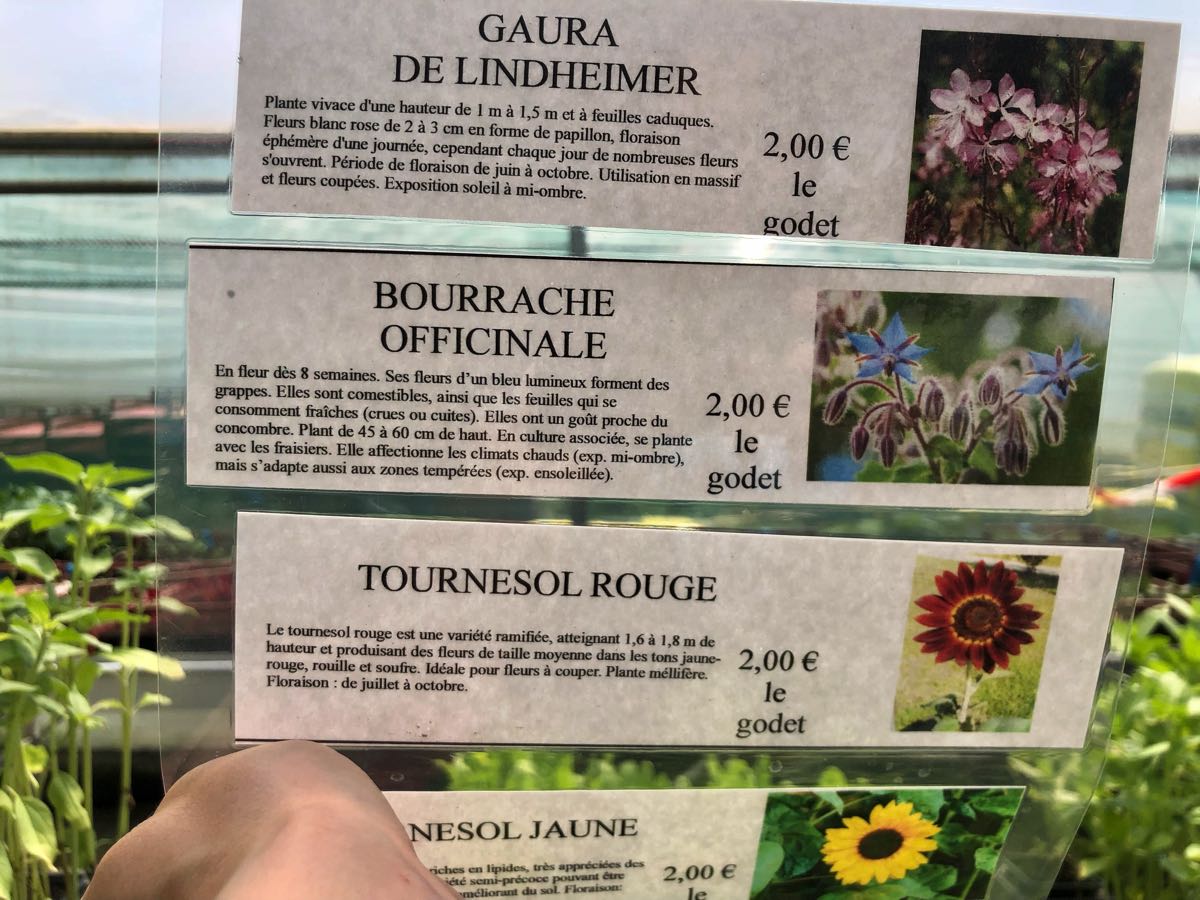 GAURA
DE LINDHEIMER
Plante vivace d'une hauteur de 1 m à 1,5 m et à feuilles caduques.
Fleurs blanc rose de 2 à 3 cm en forme de papillon, floraison
éphémère d'une journée, cependant chaque jour de nombreuses fleurs
s'ouvrent. Période de floraison de juin à octobre. Utilisation en massif
et fleurs coupées. Exposition soleil à mi-ombre.
2,00 €
le
godet
BOURRACHE
OFFICINALE
En fleur dès 8 semaines. Ses fleurs d’un bleu lumineux forment des
grappes. Elles sont comestibles, ainsi que les feuilles qui se
consomment fraîches (crues ou cuites). Elles ont un goût proche du
concombre. Plant de 45 à 60 cm de haut. En culture associée, se plante
avec les fraisiers. Elle affectionne les climats chauds (exp. mi-ombre),
mais s’adapte aussi aux zones tempérées (exp. ensoleillée).
2,00 €
le
godet
TOURNESOL ROUGE
Le tournesol rouge est une variété ramifiée, atteignant 1,6 à 1,8 m de
hauteur et produisant des fleurs de taille moyenne dans les tons jaune-
rouge, rouille et soufre. Idéale pour fleurs à couper. Plante méllifère.
Floraison : de juillet à octobre.
2,00 €
le
godet
NESOL JAUNE
riches en lipides, très appréciées des
été semi-précoce pouvant être
méliorant du sol. Floraison:
2,00 €
le